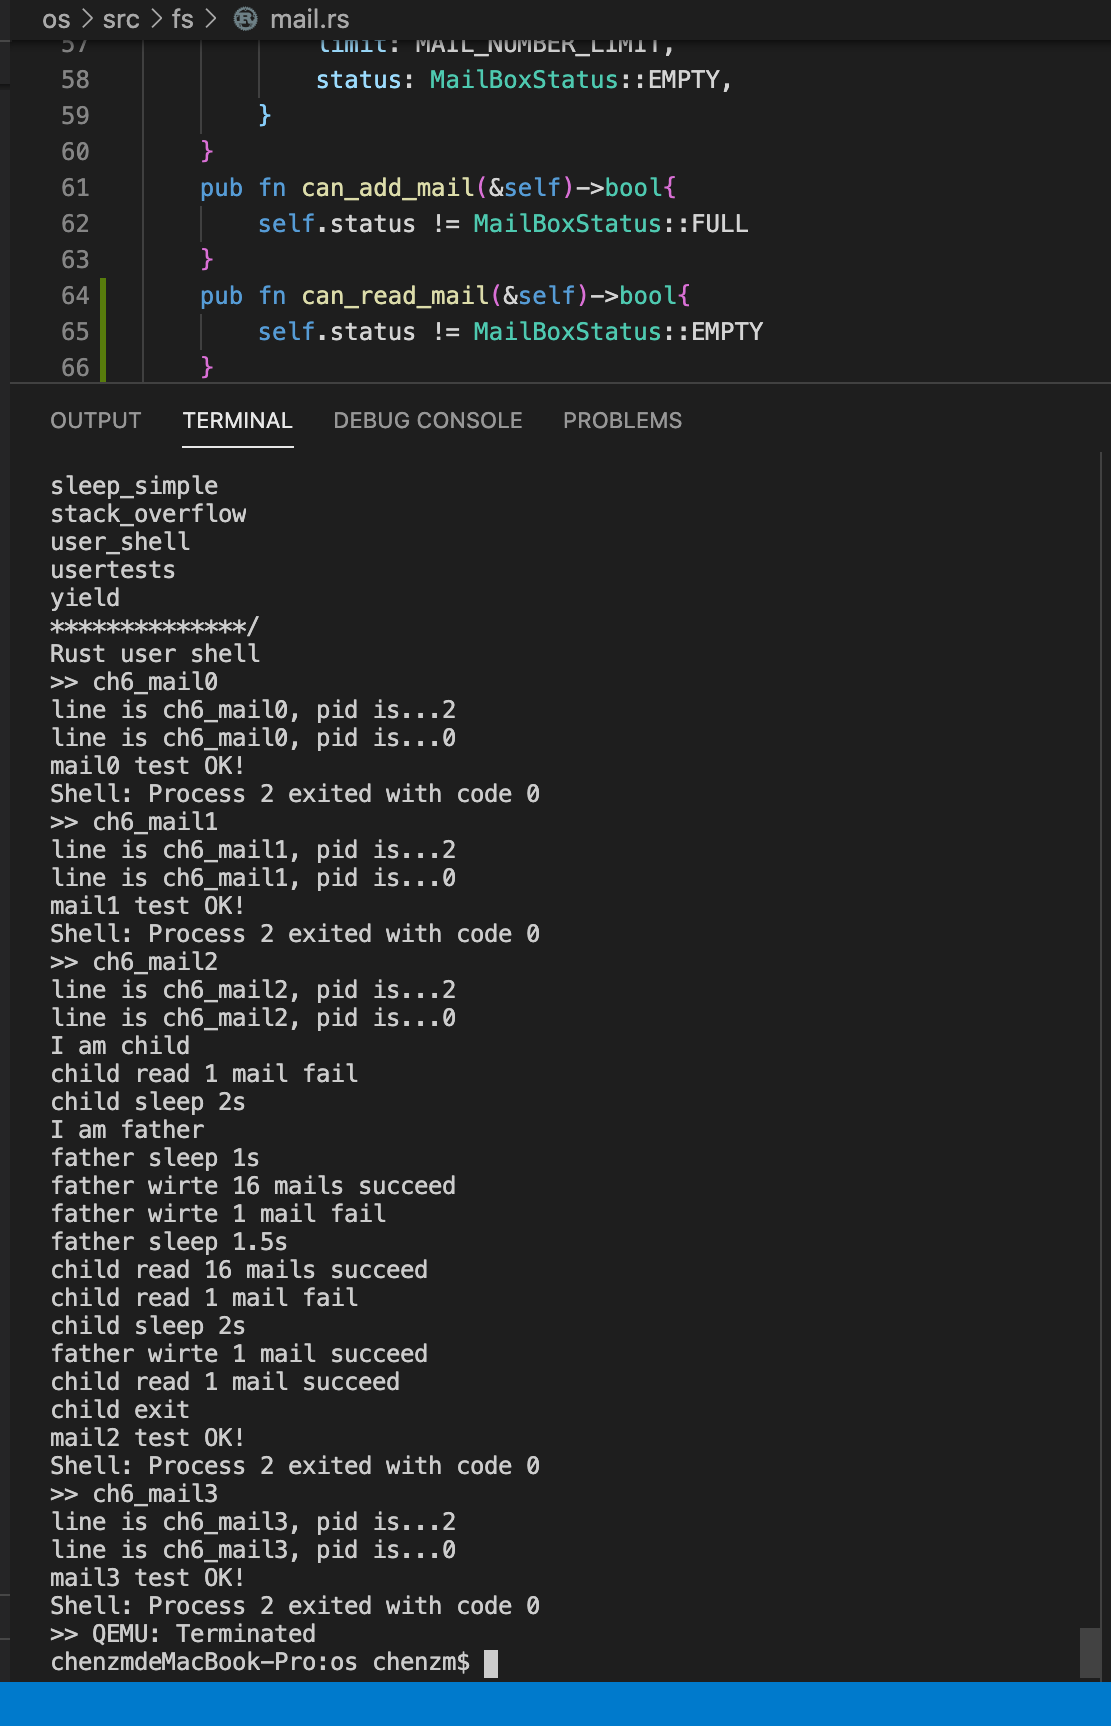 os > src > fs > mail.rs
57 limit: MAIL_NUMBER_LIMIT,
58 status: MailBoxStatus::EMPTY,
59 }
60 }
61 pub fn can_add_mail(&self)->bool{
62 self.status != MailBoxStatus::FULL
63 }
64 pub fn can_read_mail(&self)->bool{
65 self.status != MailBoxStatus::EMPTY
66 }
OUTPUT TERMINAL DEBUG CONSOLE PROBLEMS
sleep_simple
stack_overflow
user_shell
usertests
yield
**************/
Rust user shell
>> ch6_mail0
line is ch6_mail0, pid is...2
line is ch6_mail0, pid is...0
mail0 test OK!
Shell: Process 2 exited with code 0
>> ch6_mail1
line is ch6_mail1, pid is...2
line is ch6_mail1, pid is...0
mail1 test OK!
Shell: Process 2 exited with code 0
>> ch6_mail2
line is ch6_mail2, pid is...2
line is ch6_mail2, pid is...0
I am child
child read 1 mail fail
child sleep 2s
I am father
father sleep 1s
father wirte 16 mails succeed
father wirte 1 mail fail
father sleep 1.5s
child read 16 mails succeed
child read 1 mail fail
child sleep 2s
father wirte 1 mail succeed
child read 1 mail succeed
child exit
mail2 test OK!
Shell: Process 2 exited with code 0
>> ch6_mail3
line is ch6_mail3, pid is...2
line is ch6_mail3, pid is...0
mail3 test OK!
Shell: Process 2 exited with code 0
>> QEMU: Terminated
chenzmdeMacBook-Pro:os chenzm$